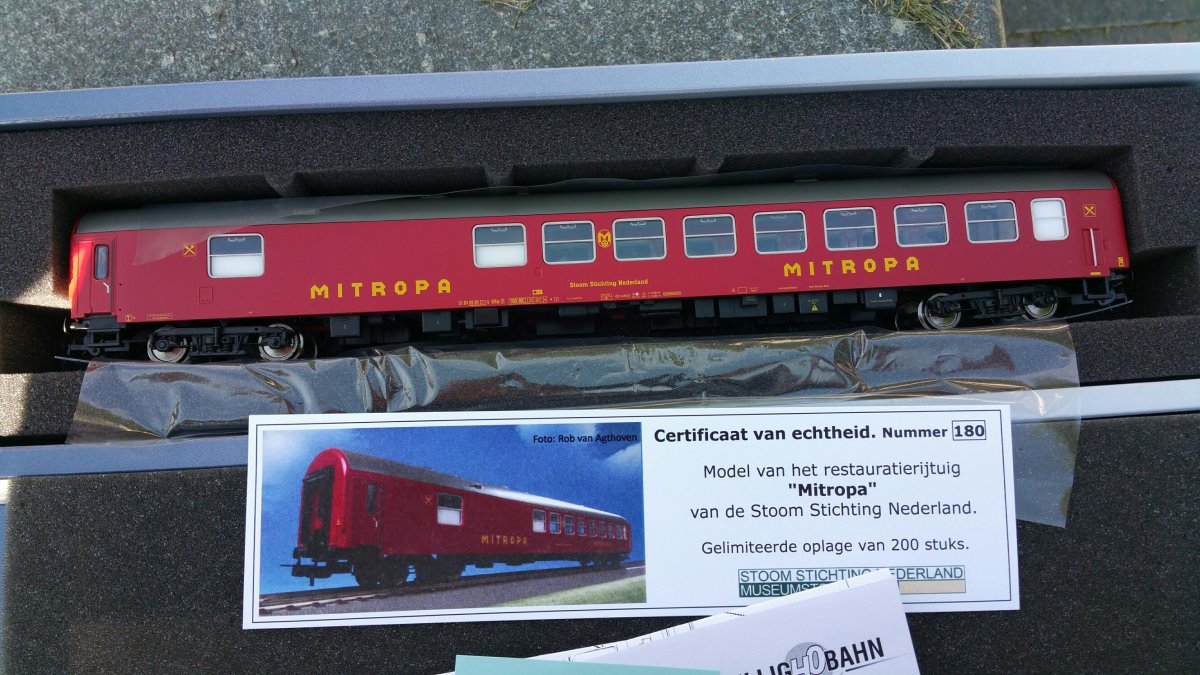 MITROPA
MITROPA
Stoom Stichting Nederland
Foto: Rob van Agthoven
Certificaat van echtheid. Nummer 180
Model van het restauratierijtuig
"Mitropa"
van de Stoom Stichting Nederland.
Gelimiteerde oplage van 200 stuks.
STOOM STICHTING NEDERLAND
MITROPA
BAHN